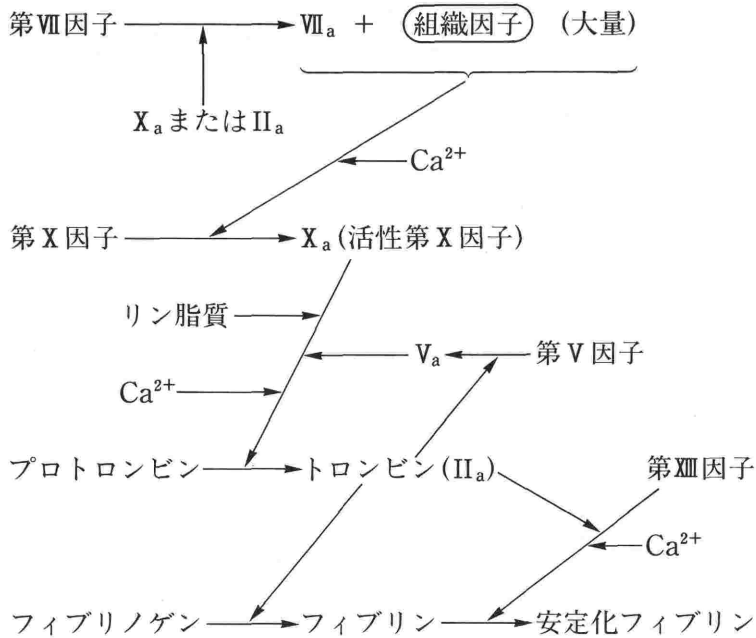 第Ⅶ因子 Ⅶa + 組織因子 (大量)
XaまたはIIa
Ca²⁺
第X因子 Xa(活性第X因子)
リン脂質
Va 第V因子
Ca²⁺
プロトロンビン トロンビン(IIa) 第XIII因子
Ca²⁺
フィブリノゲン フィブリン 安定化フィブリン